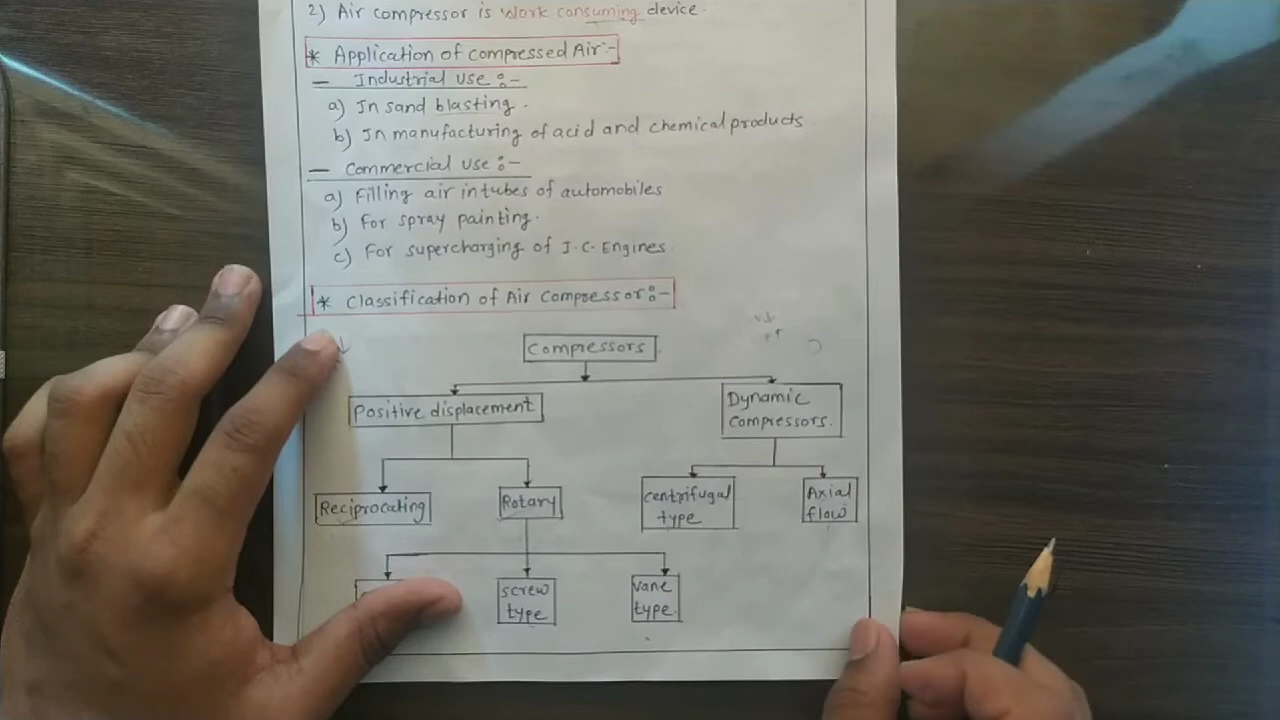 2) Air compressor is work consuming device.
* Application of compressed Air :-
— Industrial use :-
a) In sand blasting.
b) In manufacturing of acid and chemical products
— Commercial use :-
a) Filling air in tubes of automobiles
b) For spray painting.
c) For supercharging of I.C. Engines.
* Classification of Air Compressor :-
Compressors
Positive displacement
Dynamic
Compressors.
Reciprocating
Rotary
Centrifugal
type
Axial
flow
screw
type
Vane
type.